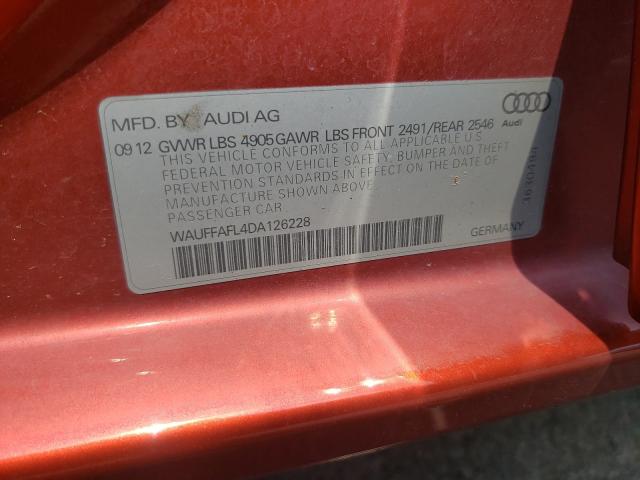 MFD. BY AUDI AG
09 12 GVWR LBS 4905 GAWR LBS FRONT 2491/REAR 2546
THIS VEHICLE CONFORMS TO ALL APPLICABLE U.S.
FEDERAL MOTOR VEHICLE SAFETY, BUMPER AND THEFT
PREVENTION STANDARDS IN EFFECT ON THE DATE OF
MANUFACTURE SHOWN ABOVE.
PASSENGER CAR.
WAUFFAFL4DA126228
Audi
GERMANY